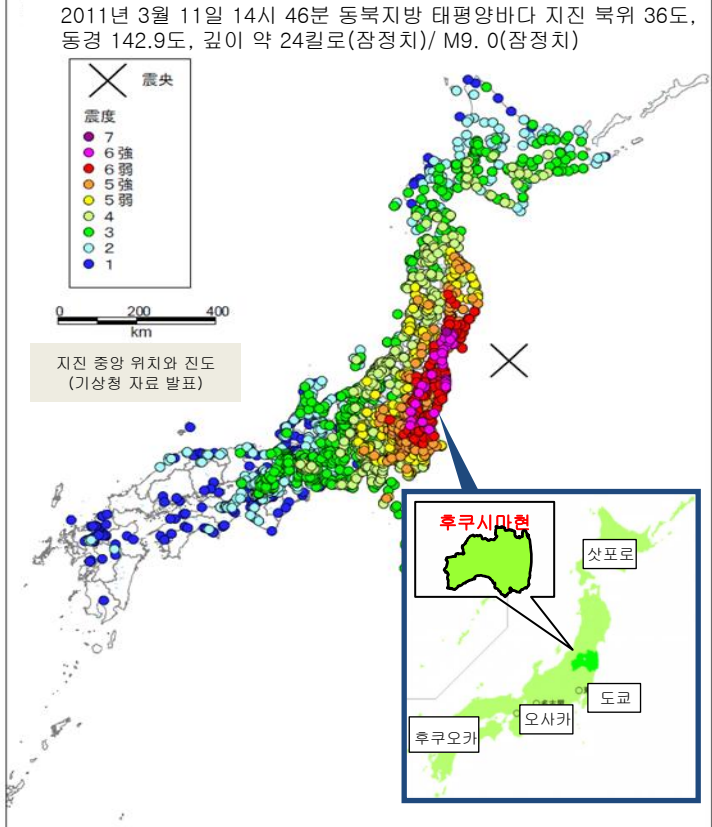 2011년 3월 11일 14시 46분 동북지방 태평양바다 지진 북위 36도,
동경 142.9도, 깊이 약 24킬로(잠정치)/ M9. 0(잠정치)
震央
震度
7
6強
6弱
5強
5弱
4
3
2
1
0 200 400
km
지진 중앙 위치와 진도
(기상청 자료 발표)
후쿠시마현
삿포로
도쿄
오사카
후쿠오카